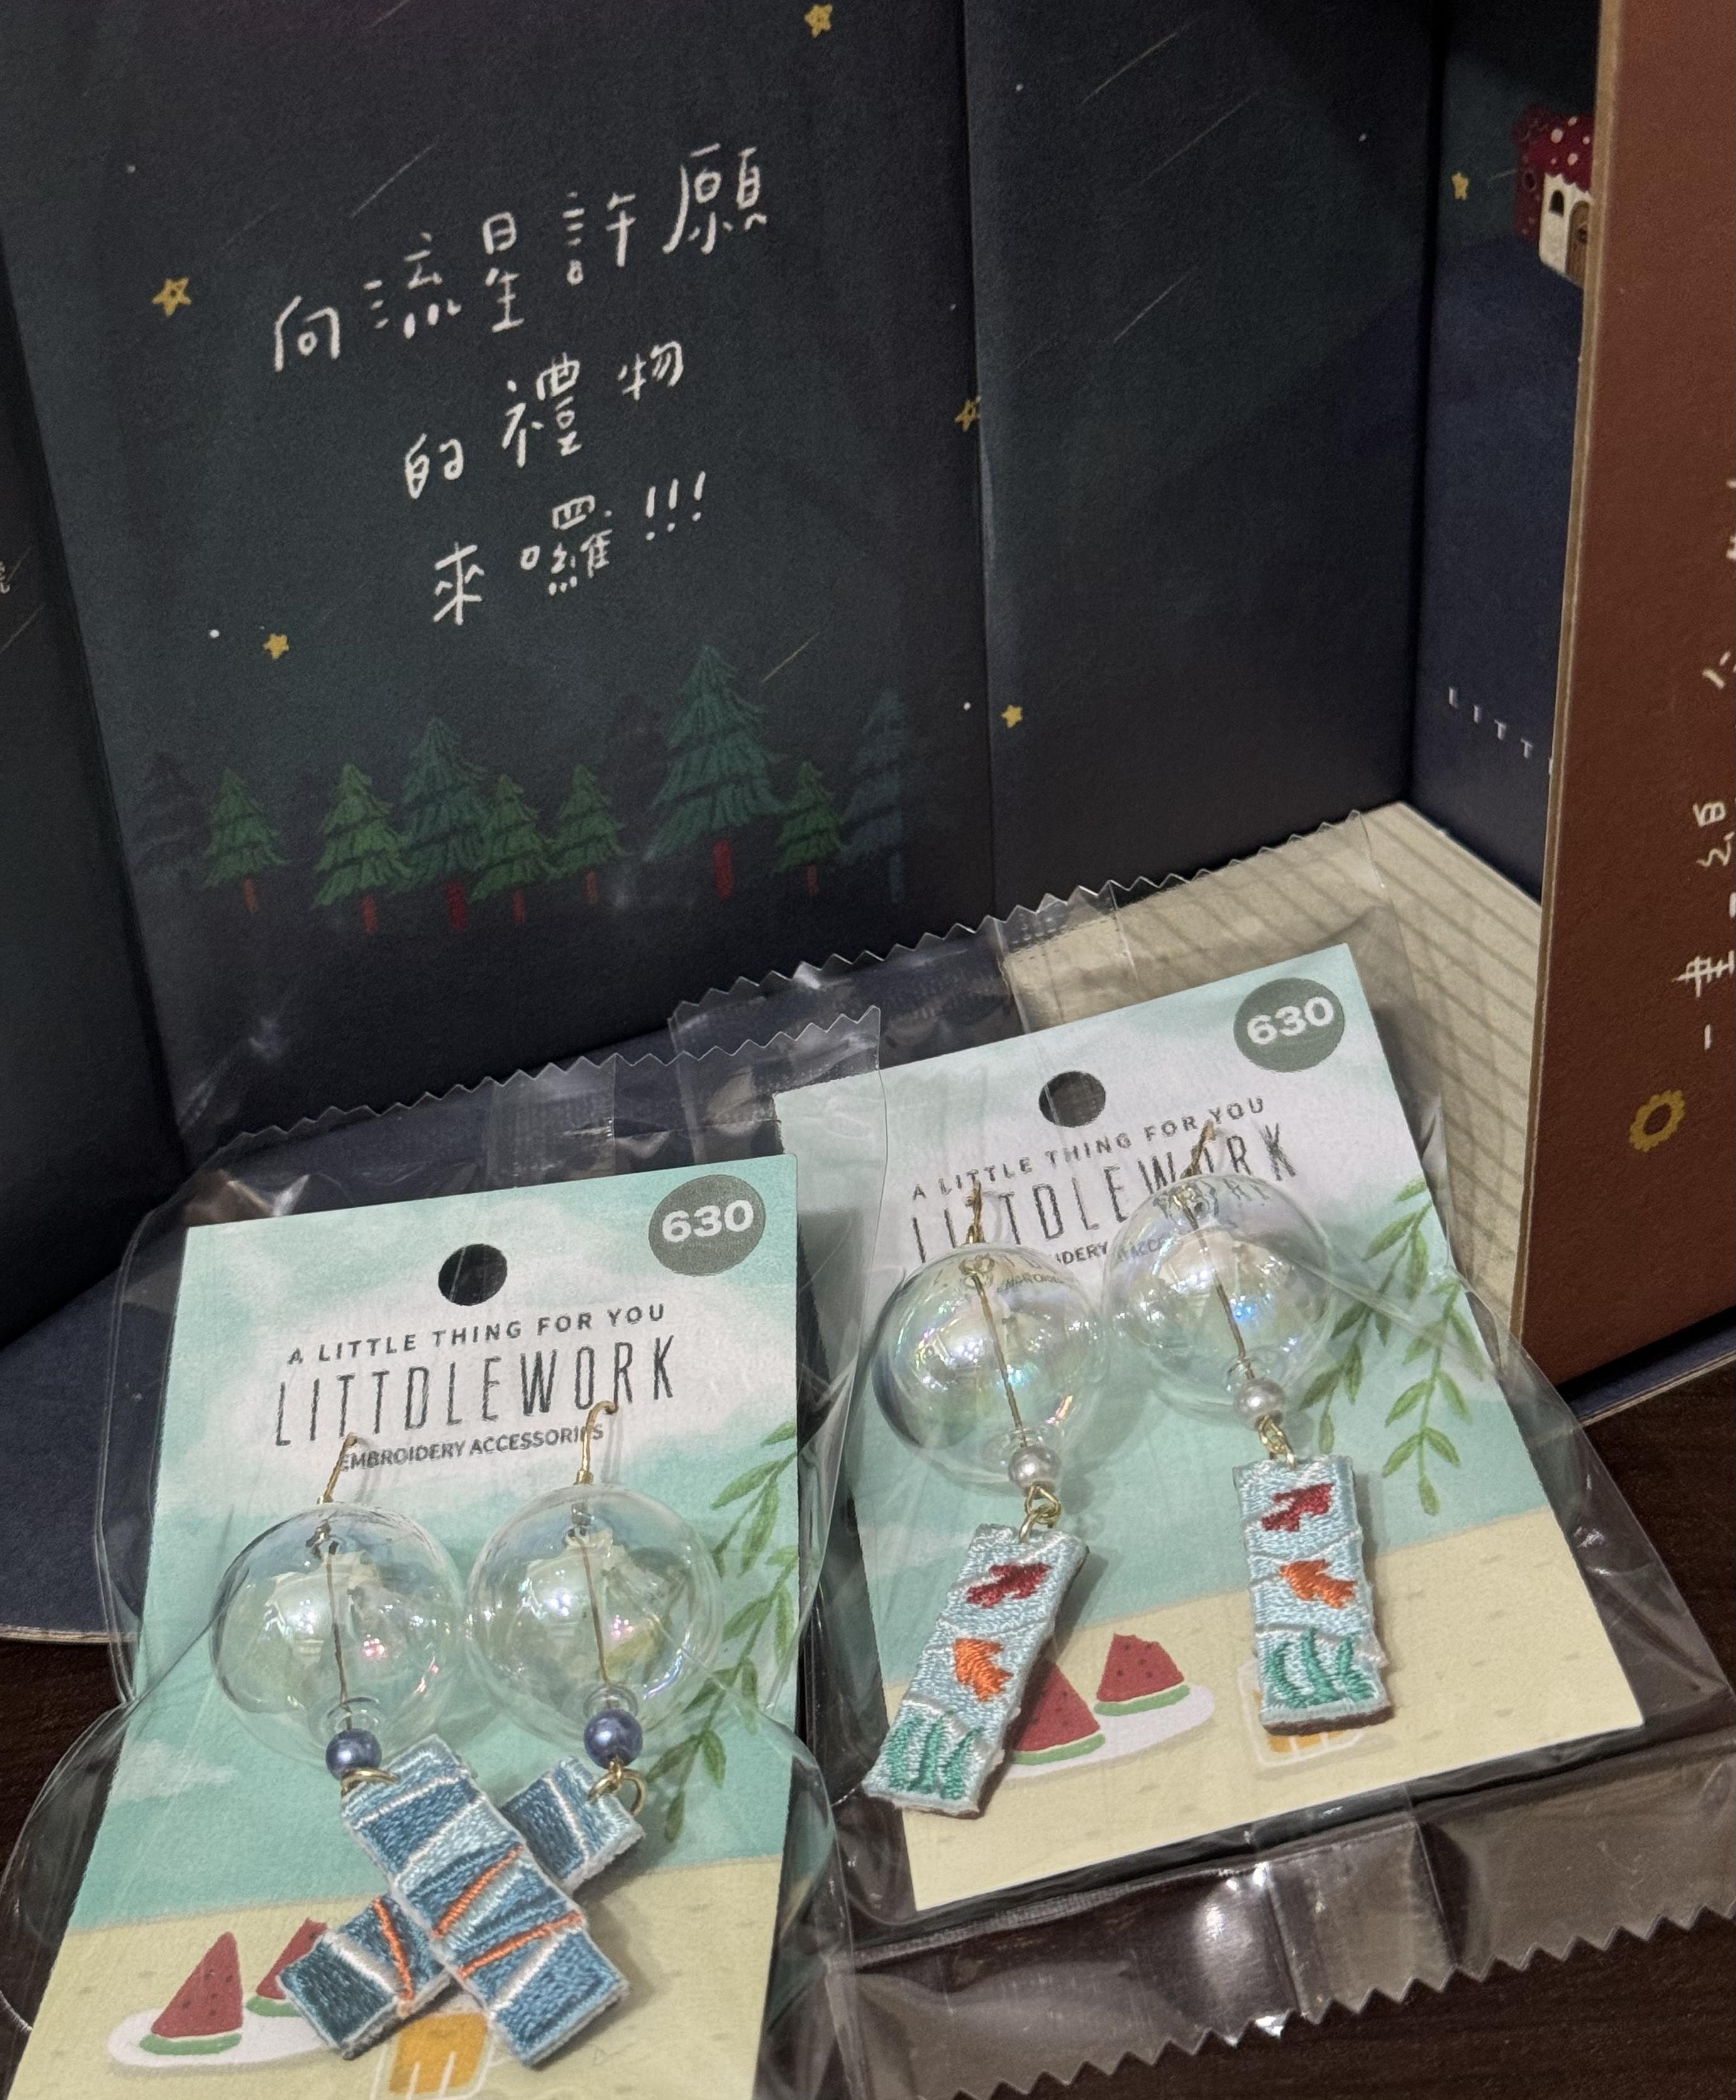 向流星許願
的禮物
來囉!!!
LITT
630
A LITTLE THING FOR YOU
LITTDLEWORK
EMBROIDERY ACCESSORIES
630
A LITTLE THING FOR YOU
LITTDLEWORK